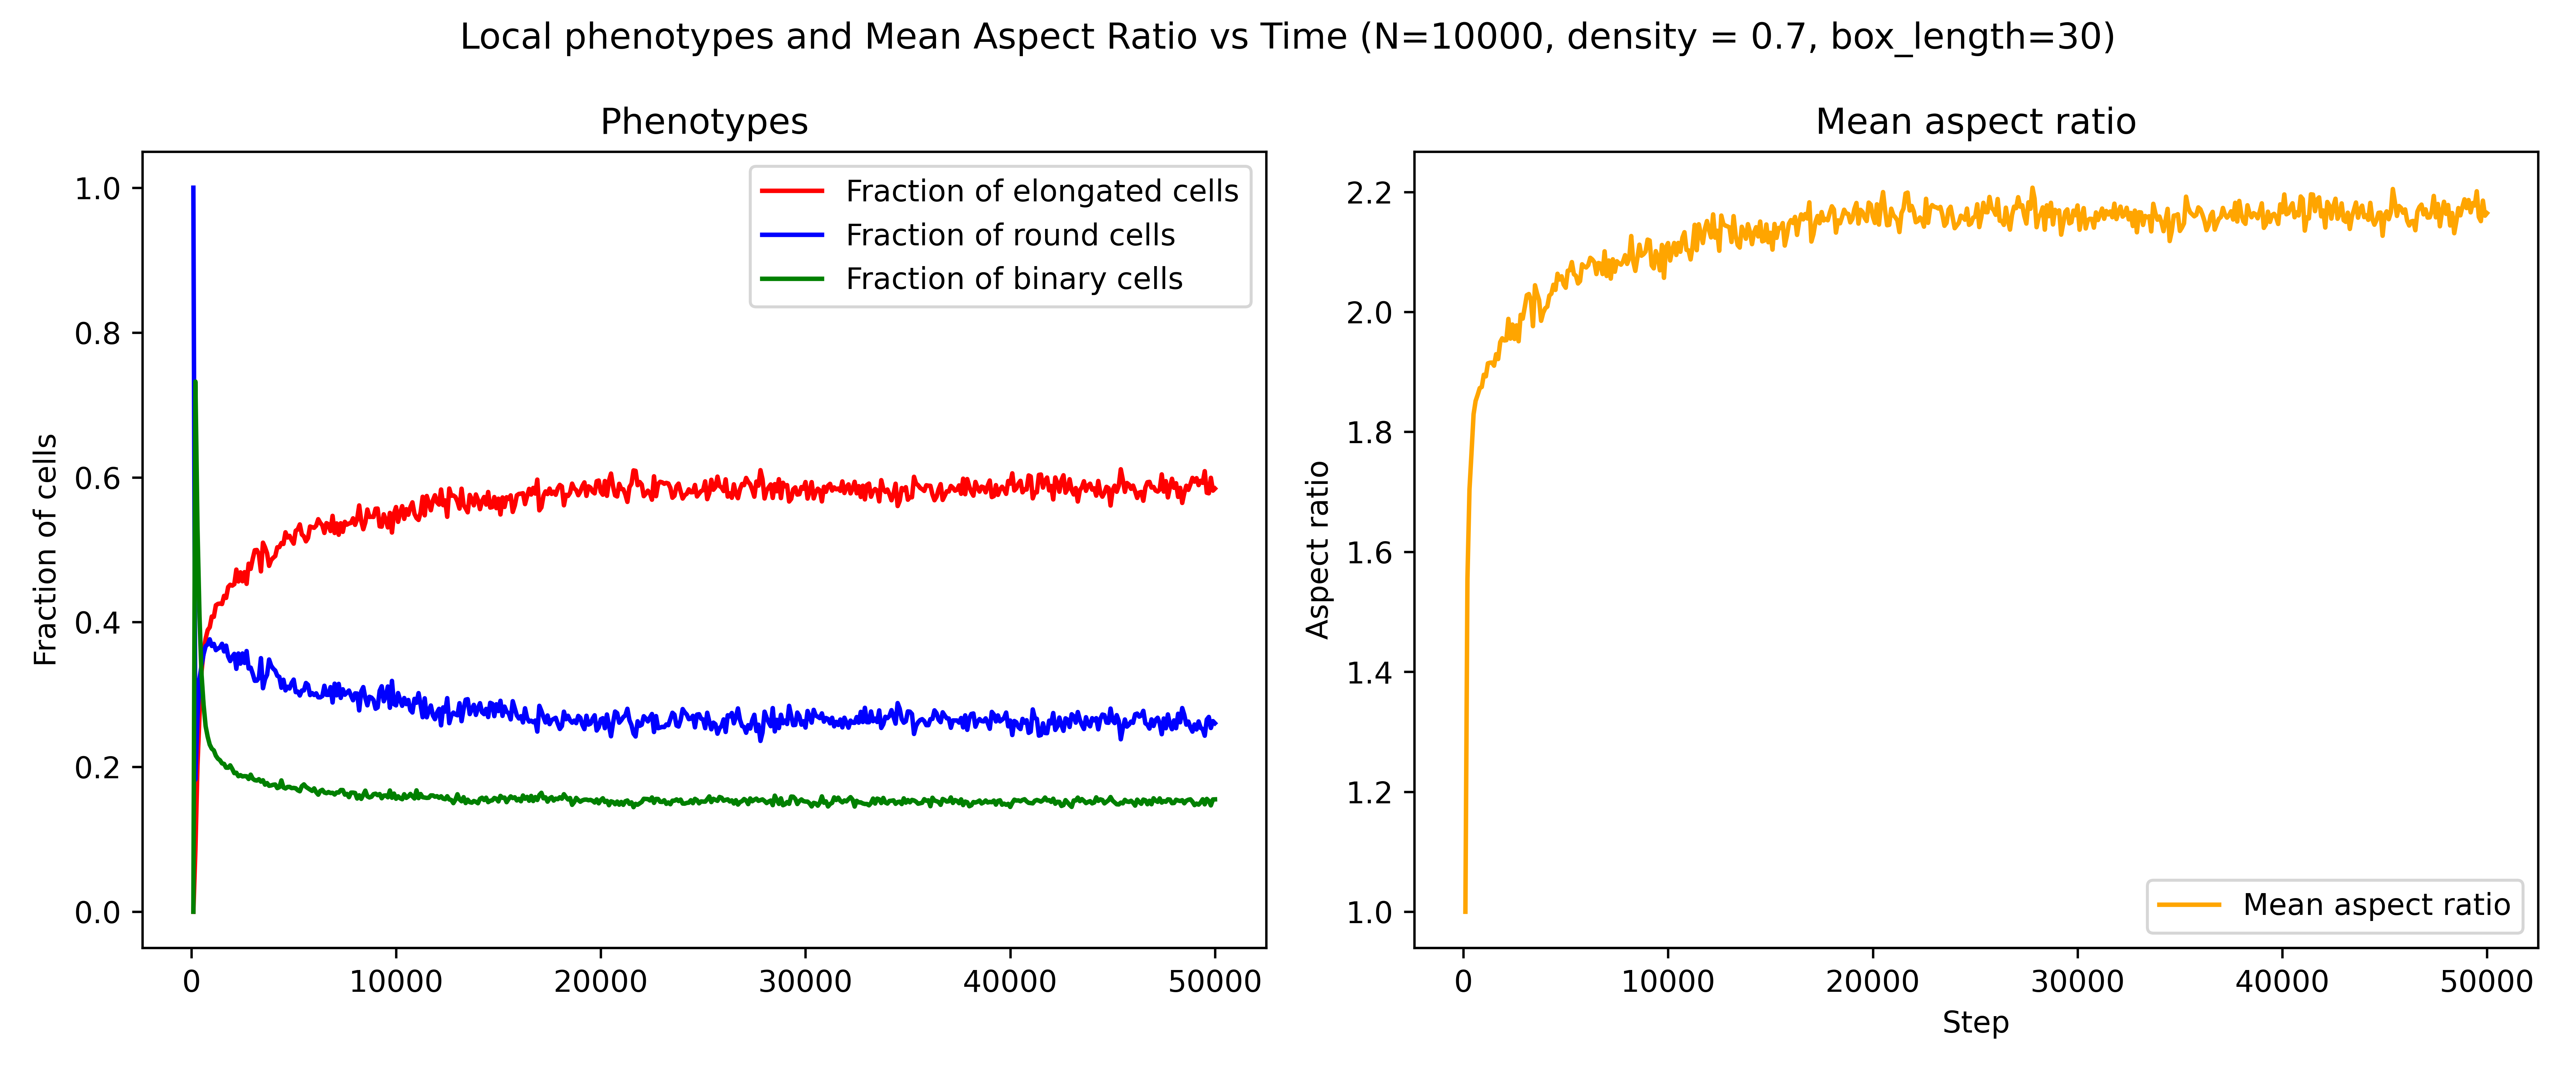 Local phenotypes and Mean Aspect Ratio vs Time (N=10000, density = 0.7, box_length=30)
Phenotypes
Fraction of cells
1.0
0.8
0.6
0.4
0.2
0.0
Fraction of elongated cells
Fraction of round cells
Fraction of binary cells
0 10000 20000 30000 40000 50000
Mean aspect ratio
Aspect ratio
2.2
2.0
1.8
1.6
1.4
1.2
1.0
Mean aspect ratio
0 10000 20000 30000 40000 50000
Step